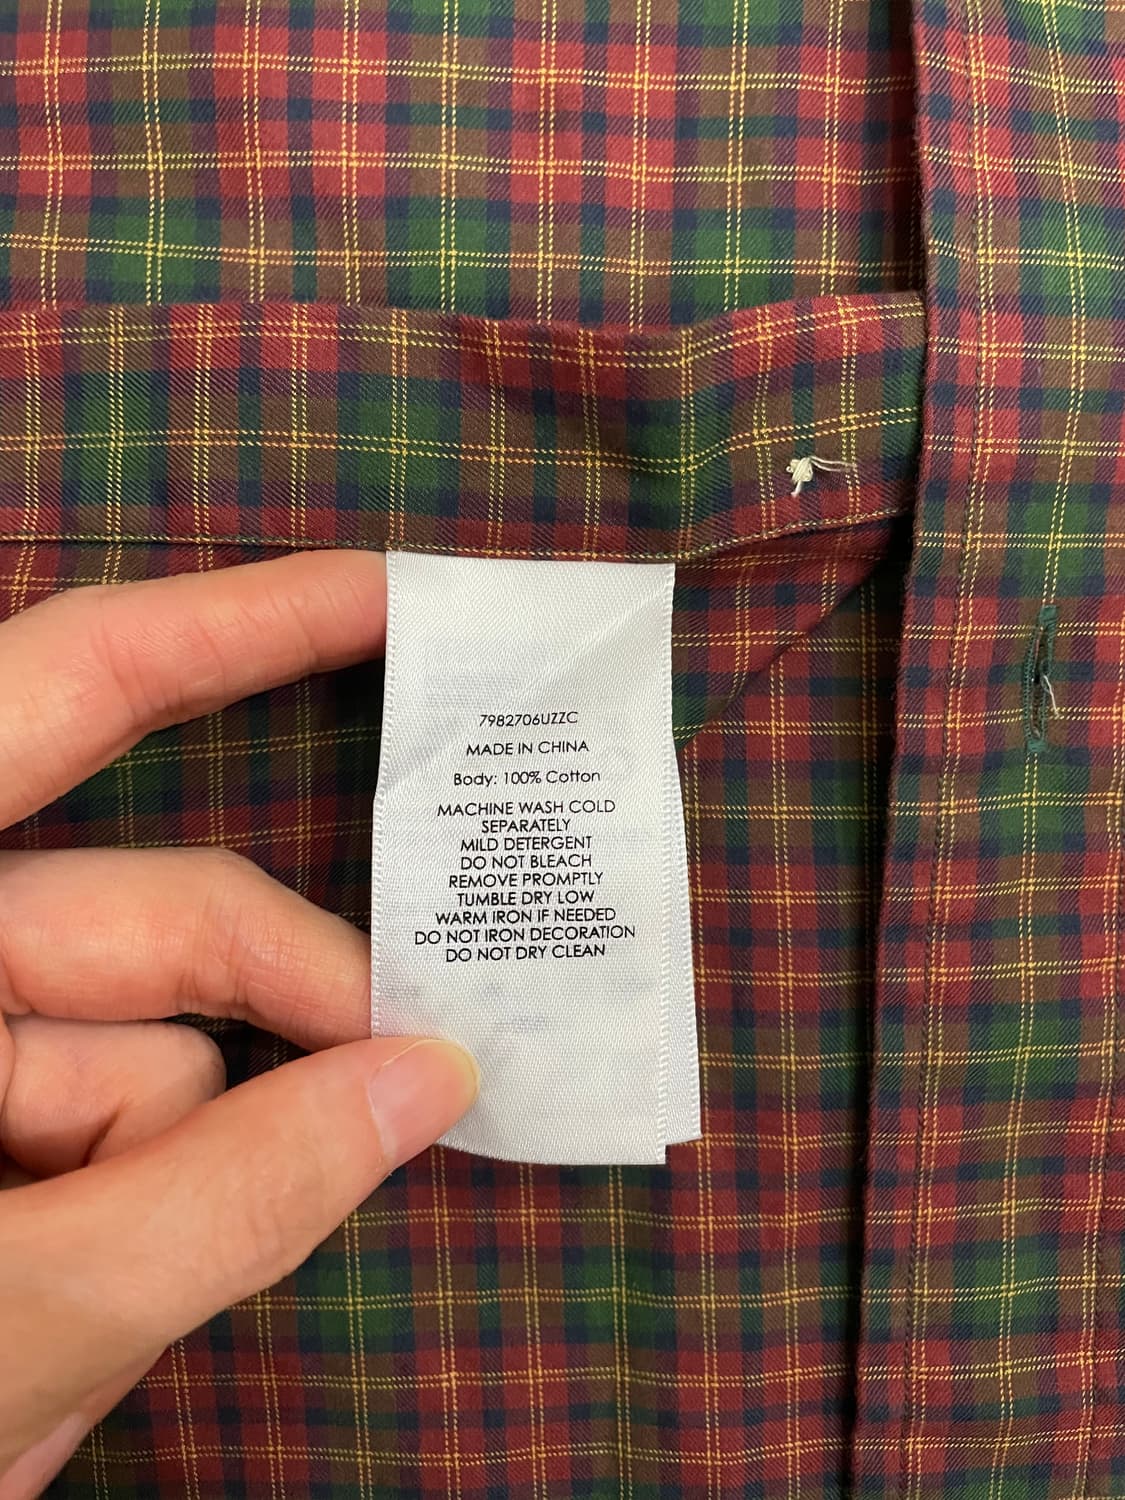 7982706UZZC
MADE IN CHINA
Body: 100% Cotton
MACHINE WASH COLD
SEPARATELY
MILD DETERGENT
DO NOT BLEACH
REMOVE PROMPTLY
TUMBLE DRY LOW
WARM IRON IF NEEDED
DO NOT IRON DECORATION
DO NOT DRY CLEAN